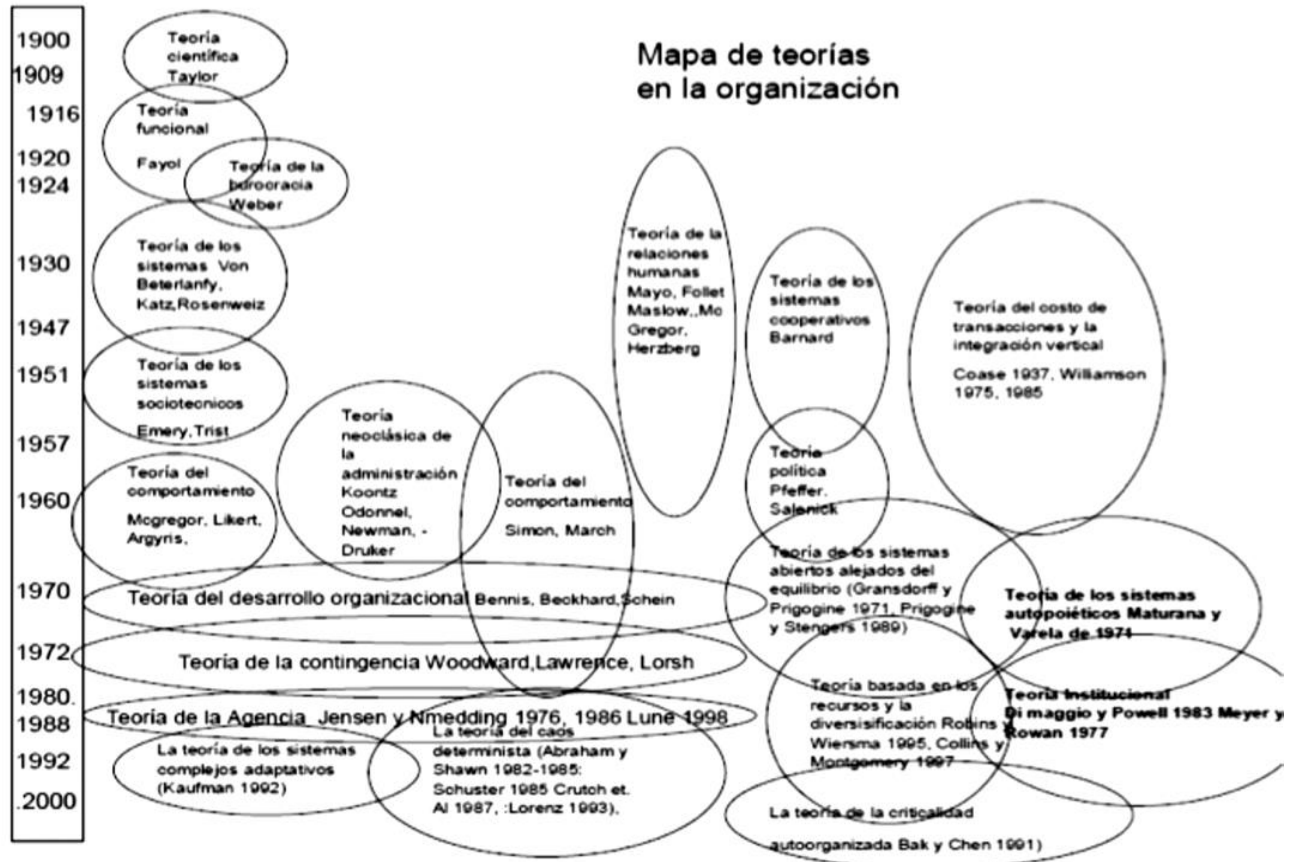 Mapa de teorías
en la organización
1900
1909
1916
1920
1924
1930
1947
1951
1957
1960
1970
1972
1980.
1988
1992
.2000
Teoría
científica
Taylor
Teoría
funcional
Fayol
Teoría de la
burocracia
Weber
Teoría de los
sistemas Von
Beterlanfy,
Katz,Rosenweiz
Teoría de los
sistemas
sociotecnicos
Emery,Trist
Teoría del
comportamiento
Mcgregor, Likert,
Argyris,
Teoría
neoclásica de
la
administración
Koontz
Odonnel,
Newman, -
Druker
Teoría del
comportamiento
Simon, March
Teoría de la
relaciones
humanas
Mayo, Follet
Maslow,,Mc
Gregor,
Herzberg
Teoría de los
sistemas
cooperativos
Barnard
Teoría del costo de
transacciones y la
integración vertical
Coase 1937, Williamson
1975, 1985
Teoría
política
Pfeffer,
Salenick
Teoría de los sistemas
abiertos alejados del
equilibrio (Gransdorff y
Prigogine 1971, Prigogine
y Stengers 1989)
Teoría de los sistemas
autopoiéticos Maturana y
Varela de 1971
Teoría del desarrollo organizacional Bennis, Beckhard,Schein
Teoría de la contingencia Woodward,Lawrence, Lorsh
Teoría de la Agencia Jensen y Nmedding 1976, 1986 Lune 1998
Teoría basada en los
recursos y la
diversisificación Robins y
Wiersma 1995, Collins y
Montgomery 1997
Teoría Institucional
Di maggio y Powell 1983 Meyer y
Rowan 1977
La teoría de los sistemas
complejos adaptativos
(Kaufman 1992)
La teoría del caos
determinista (Abraham y
Shawn 1982-1985:
Schuster 1985 Crutch et.
Al 1987, :Lorenz 1993),
La teoría de la criticalidad
autoorganizada Bak y Chen 1991)